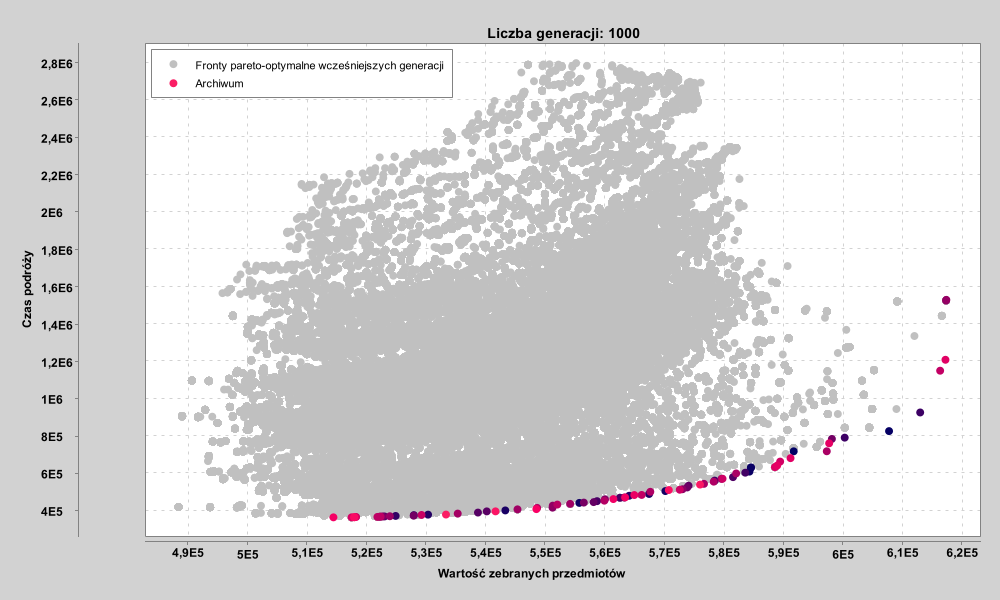 Liczba generacji: 1000
Fronty pareto-optymalne wcześniejszych generacji
Archiwum
Czas podróży
2,8E6
2,6E6
2,4E6
2,2E6
2E6
1,8E6
1,6E6
1,4E6
1,2E6
1E6
8E5
6E5
4E5
4,9E5 5E5 5,1E5 5,2E5 5,3E5 5,4E5 5,5E5 5,6E5 5,7E5 5,8E5 5,9E5 6E5 6,1E5 6,2E5
Wartość zebranych przedmiotów